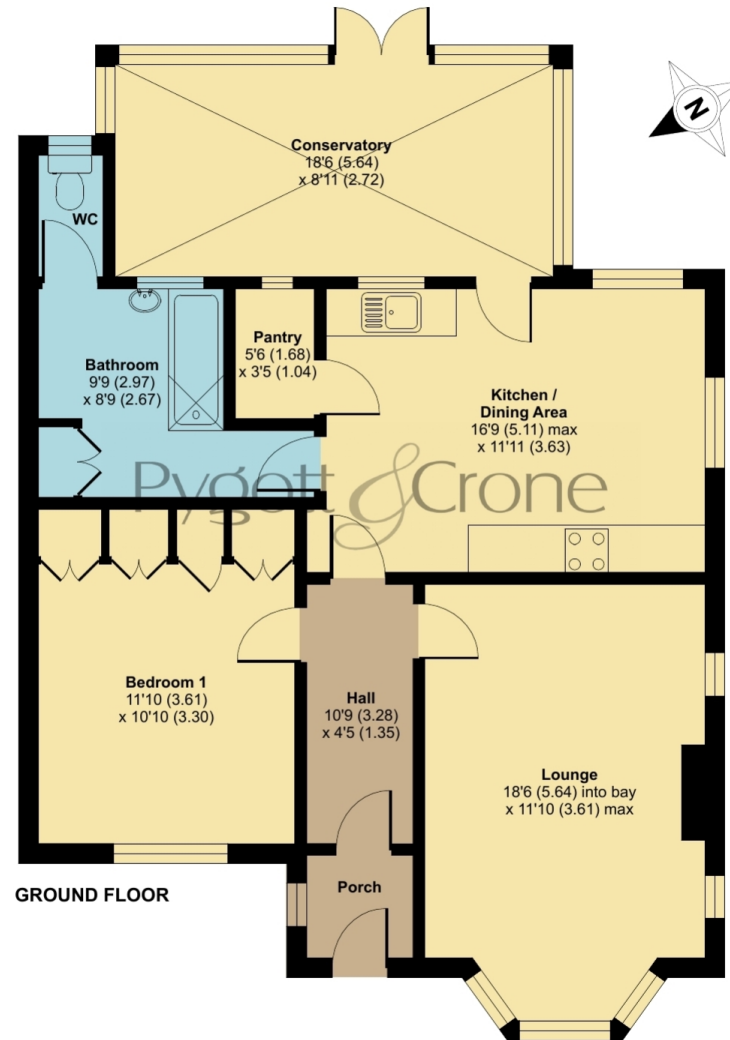 Conservatory
18'6 (5.64)
x 8'11 (2.72)
N
WC
Pantry
5'6 (1.68)
x 3'5 (1.04)
Bathroom
9'9 (2.97)
x 8'9 (2.67)
Kitchen /
Dining Area
16'9 (5.11) max
x 11'11 (3.63)
Pygott & Crone
Bedroom 1
11'10 (3.61)
x 10'10 (3.30)
Hall
10'9 (3.28)
x 4'5 (1.35)
Lounge
18'6 (5.64) into bay
x 11'10 (3.61) max
Porch
GROUND FLOOR